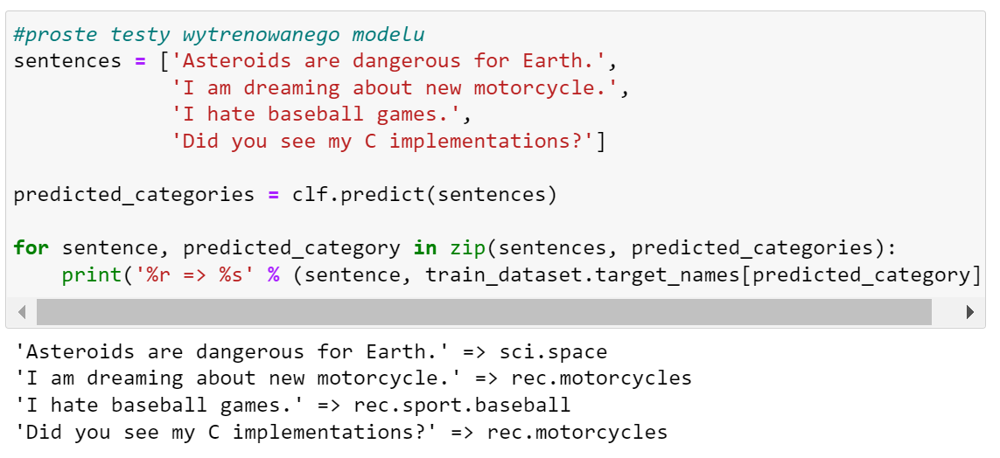 #proste testy wytrenowanego modelu
sentences = ['Asteroids are dangerous for Earth.',
             'I am dreaming about new motorcycle.',
             'I hate baseball games.',
             'Did you see my C implementations?']

predicted_categories = clf.predict(sentences)

for sentence, predicted_category in zip(sentences, predicted_categories):
    print('%r => %s' % (sentence, train_dataset.target_names[predicted_category]
'Asteroids are dangerous for Earth.' => sci.space
'I am dreaming about new motorcycle.' => rec.motorcycles
'I hate baseball games.' => rec.sport.baseball
'Did you see my C implementations?' => rec.motorcycles